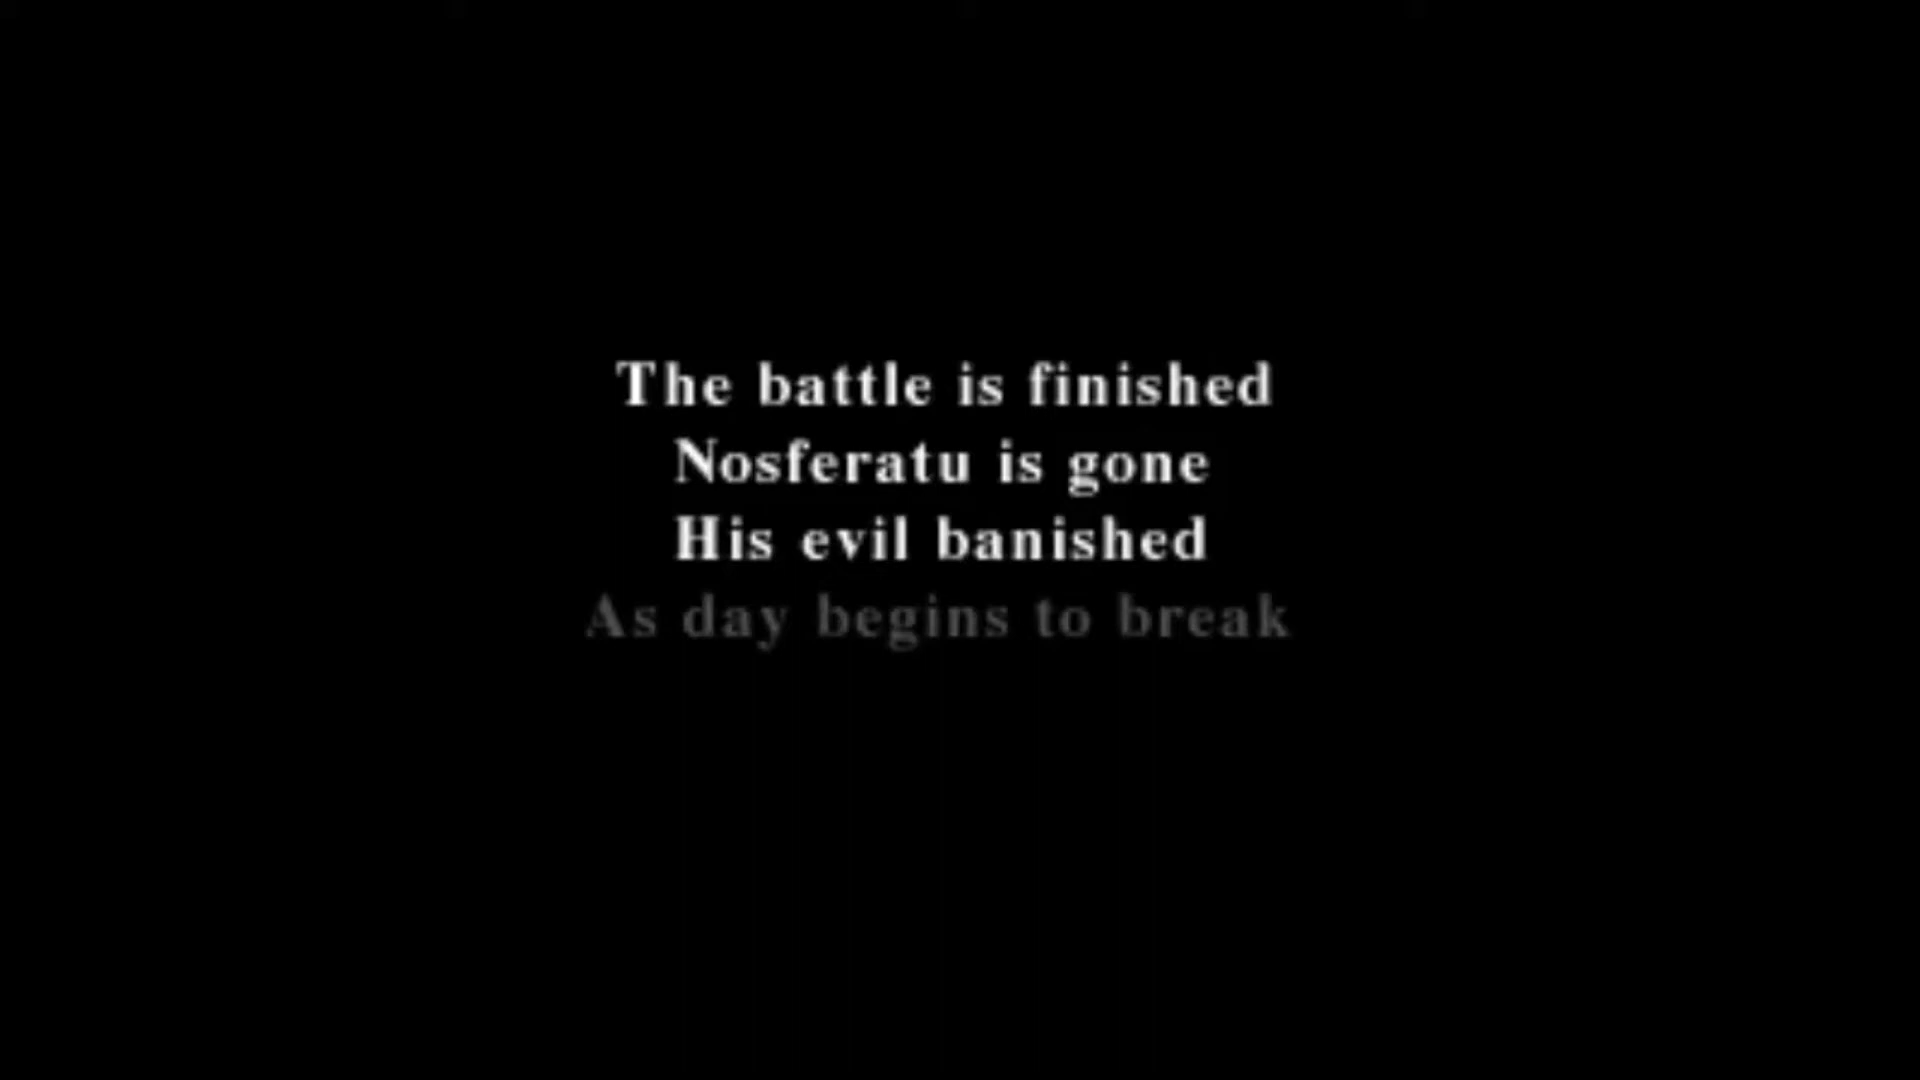 The battle is finished
Nosferatu is gone
His evil banished
As day begins to break